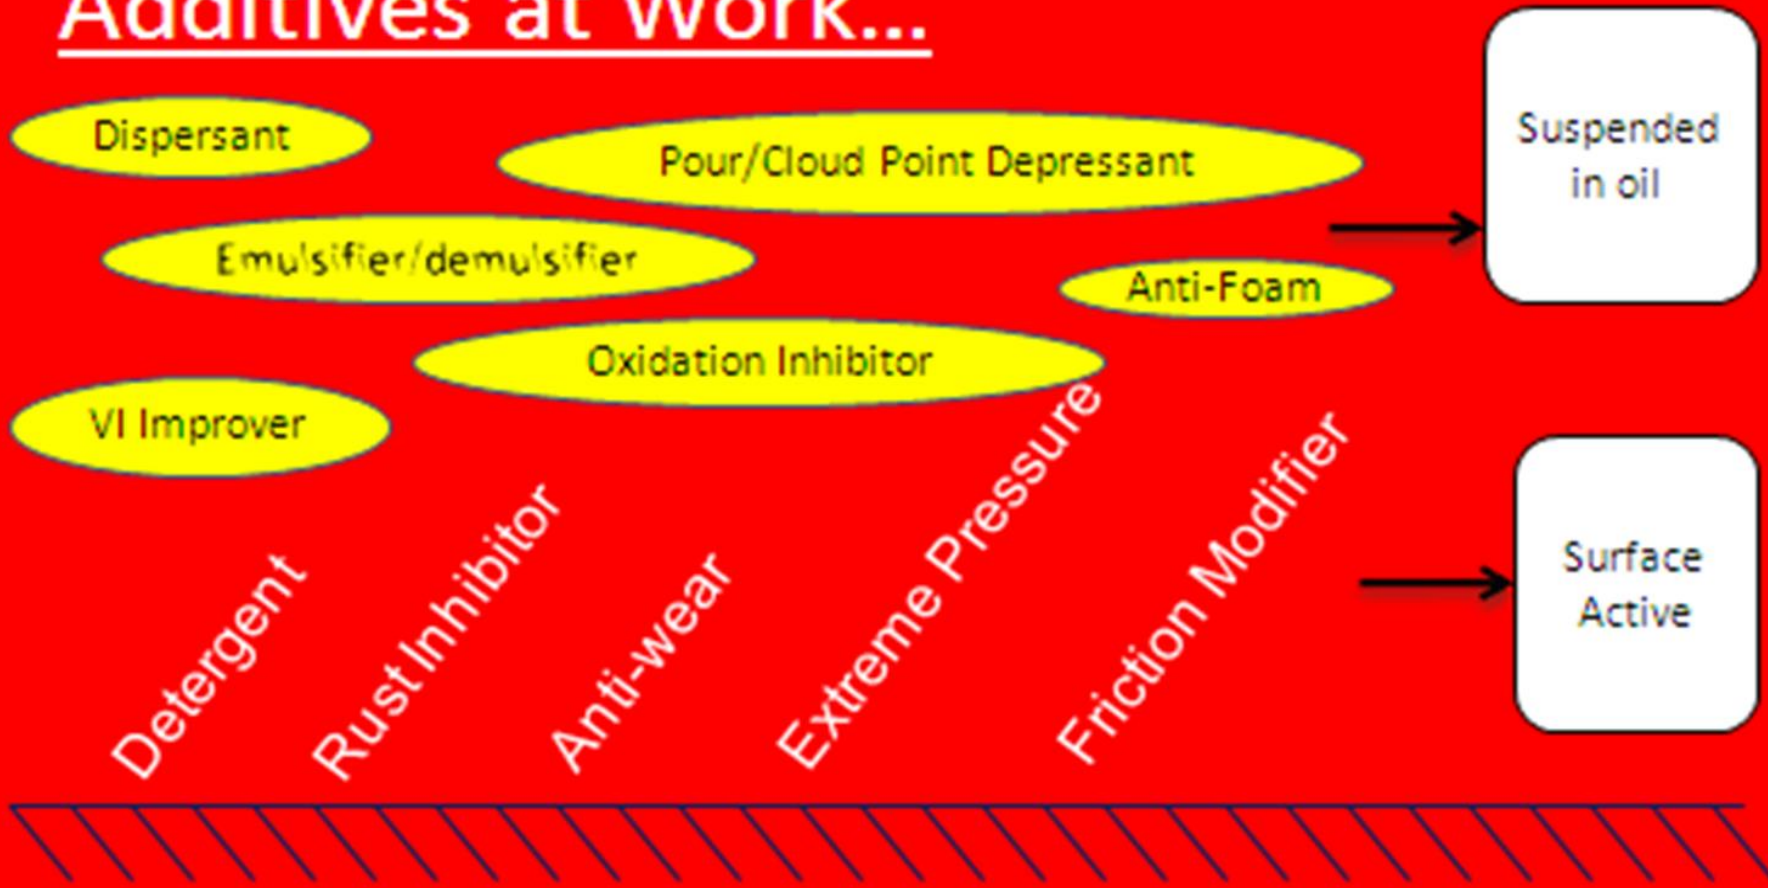 Additives at Work...
Dispersant
Pour/Cloud Point Depressant
Suspended
in oil
Emulsifier/demulsifier
Anti-Foam
Oxidation Inhibitor
VI Improver
Detergent
Rust Inhibitor
Anti-wear
Extreme Pressure
Friction Modifier
Surface
Active